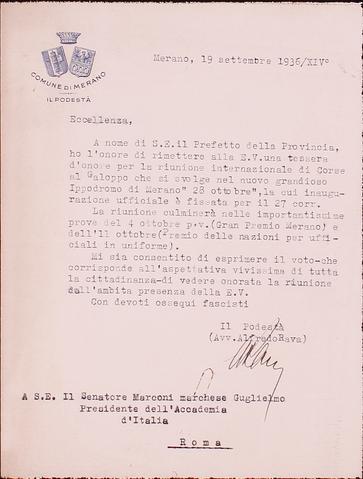 COMUNE DI MERANO
IL PODESTÀ
Merano, 19 settembre 1936/XIV°
Eccellenza,
A nome di S.E.il Prefetto della Provincia,
ho l'onore di rimettere alla E.V.una tessera
d'onore per la riunione internazionale di Corse
al Galoppo che si svolge nel nuovo grandioso
Ippodromo di Merano" 28 ottobre",la cui inaugu-
razione ufficiale è fissata per il 27 corr.
La riunione culminerà nelle importantissime
prove del 4 ottobre p.v.(Gran Premio Merano) e
dell'11 ottobre(Premio delle nazioni per uffi-
ciali in uniforme).
Mi sia consentito di esprimere il voto-che
corrisponde all'aspettativa vivissima di tutta
la cittadinanza-di vedere onorata la riunione
dall'ambita presenza della E.V.
Con devoti ossequi fascisti
Il Podestà
(Avv.AlfredoRava)
A S.E. Il Senatore Marconi marchese Guglielmo
Presidente dell'Accademia
d'Italia
Roma